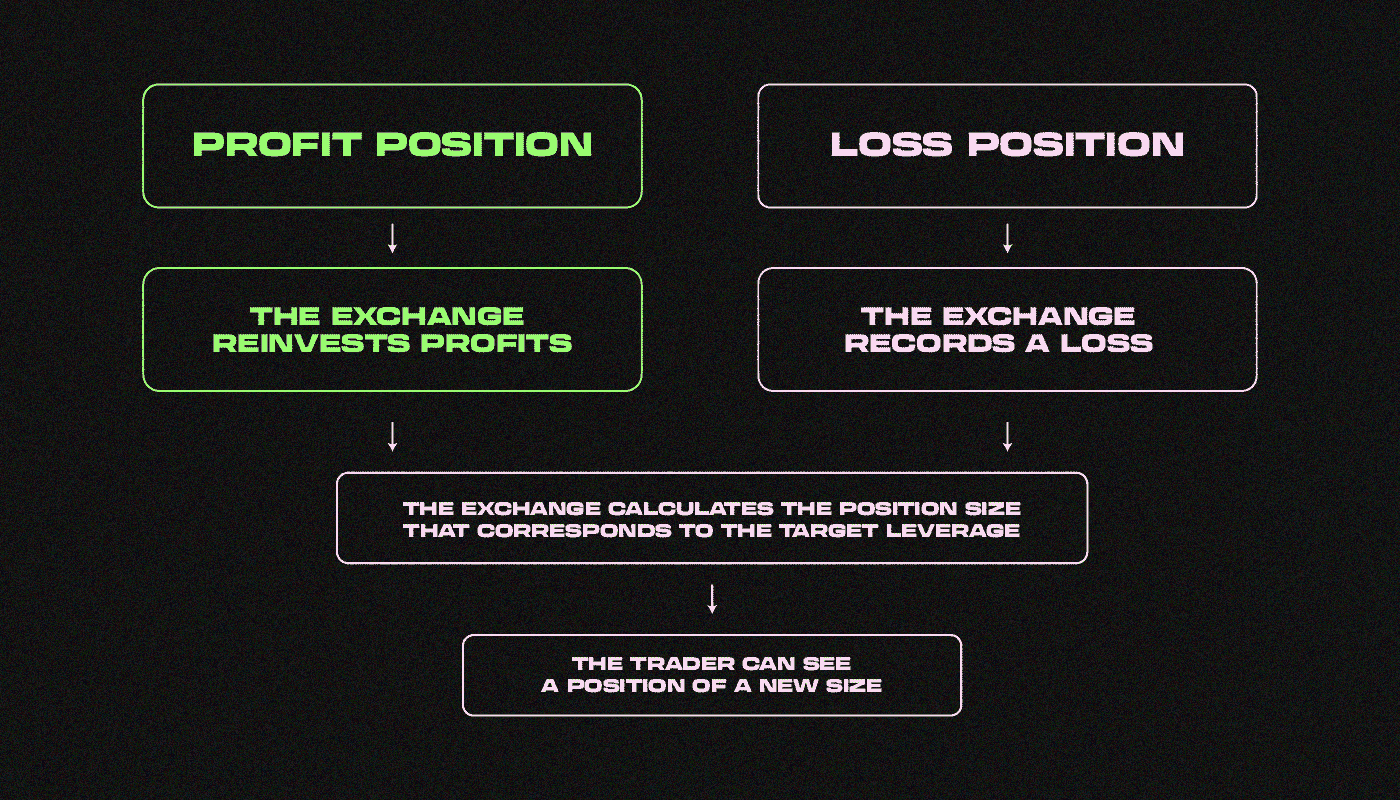 PROFIT POSITION
LOSS POSITION
THE EXCHANGE
REINVESTS PROFITS
THE EXCHANGE
RECORDS A LOSS
THE EXCHANGE CALCULATES THE POSITION SIZE
THAT CORRESPONDS TO THE TARGET LEVERAGE
THE TRADER CAN SEE
A POSITION OF A NEW SIZE